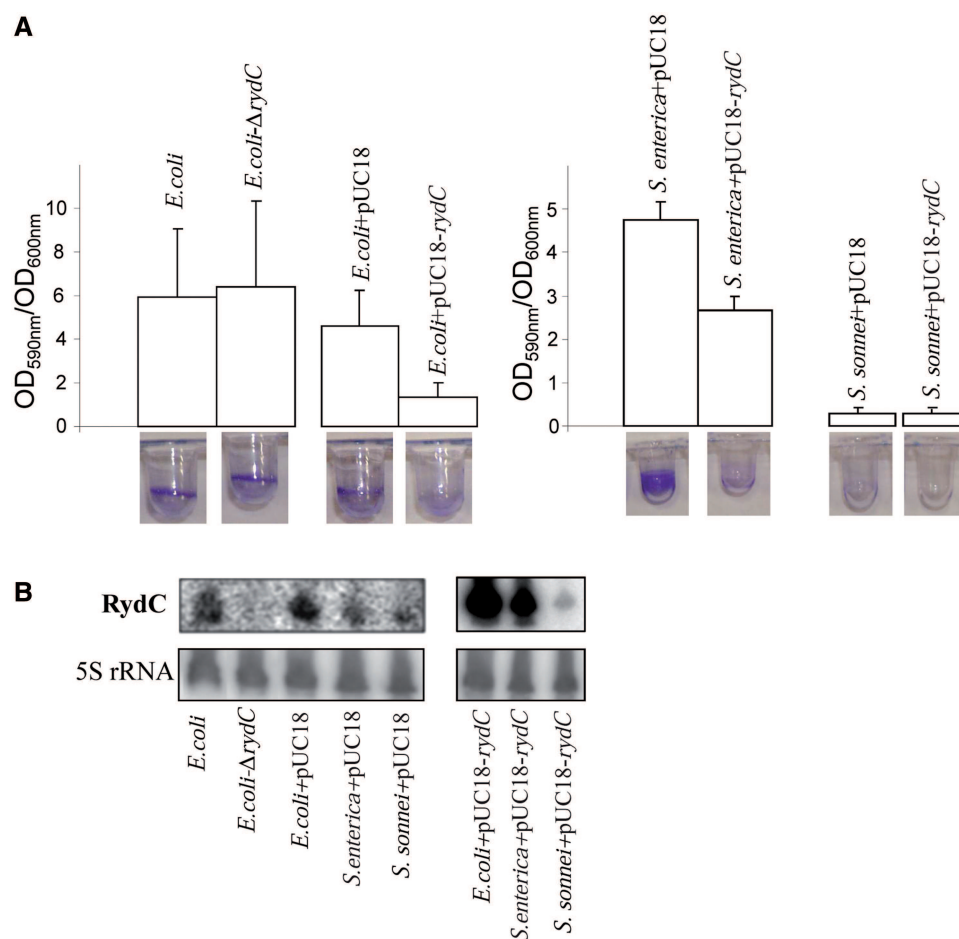 A
E.coli
E.coli-ΔrydC
E.coli+pUC18
E.coli+pUC18-rydC
OD590nm/OD600nm
10
8
6
4
2
0
S. enterica+pUC18
S. enterica+pUC18-rydC
S. sonnei+pUC18
S. sonnei+pUC18-rydC
OD590nm/OD600nm
5
4
3
2
1
0
B
RydC
5S rRNA
E.coli
E.coli-ΔrydC
E.coli+pUC18
S.enterica+pUC18
S. sonnei+pUC18
E.coli+pUC18-rydC
S.enterica+pUC18-rydC
S. sonnei+pUC18-rydC